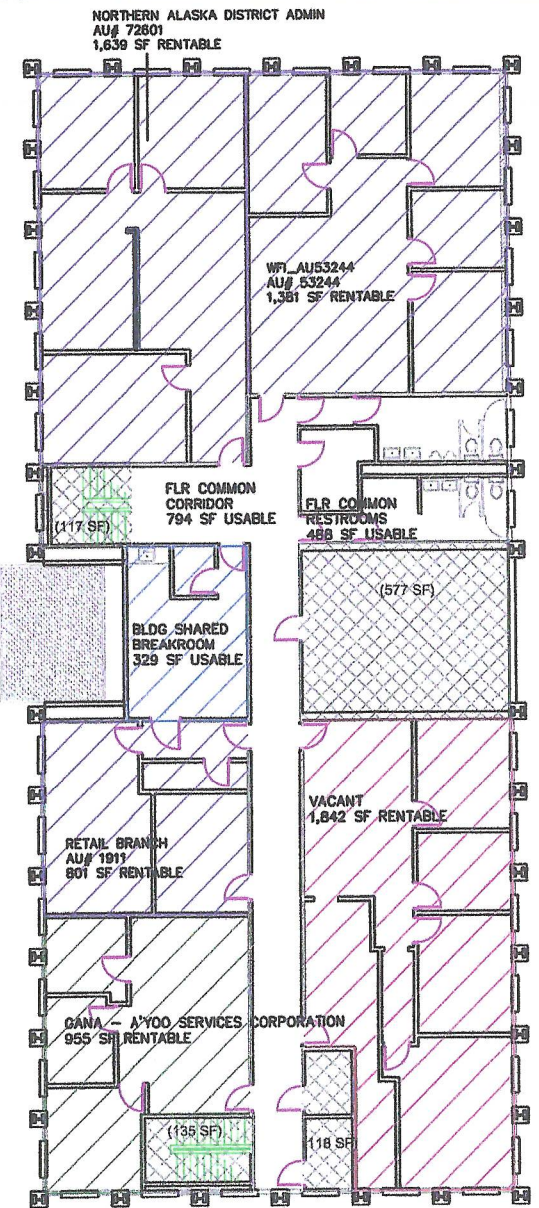 NORTHERN ALASKA DISTRICT ADMIN
AU# 72601
1,639 SF RENTABLE
WFI_AU53244
AU# 53244
1,381 SF RENTABLE
FLR COMMON
CORRIDOR
794 SF USABLE
FLR COMMON
RESTROOMS
488 SF USABLE
(117 SF)
(577 SF)
BLDG SHARED
BREAKROOM
329 SF USABLE
VACANT
1,842 SF RENTABLE
RETAIL BRANCH
AU# 1911
801 SF RENTABLE
GANA - A'YOO SERVICES CORPORATION
955 SF RENTABLE
(135 SF)
(118 SF)